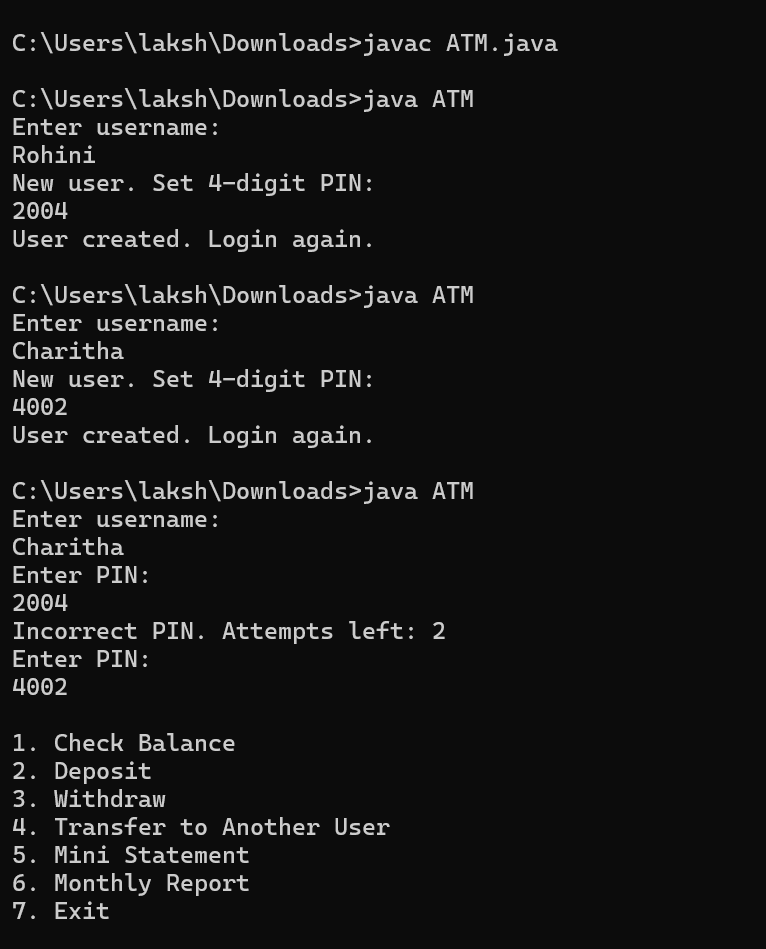 C:\Users\laksh\Downloads>javac ATM.java
C:\Users\laksh\Downloads>java ATM
Enter username:
Rohini
New user. Set 4-digit PIN:
2004
User created. Login again.
C:\Users\laksh\Downloads>java ATM
Enter username:
Charitha
New user. Set 4-digit PIN:
4002
User created. Login again.
C:\Users\laksh\Downloads>java ATM
Enter username:
Charitha
Enter PIN:
2004
Incorrect PIN. Attempts left: 2
Enter PIN:
4002
1. Check Balance
2. Deposit
3. Withdraw
4. Transfer to Another User
5. Mini Statement
6. Monthly Report
7. Exit